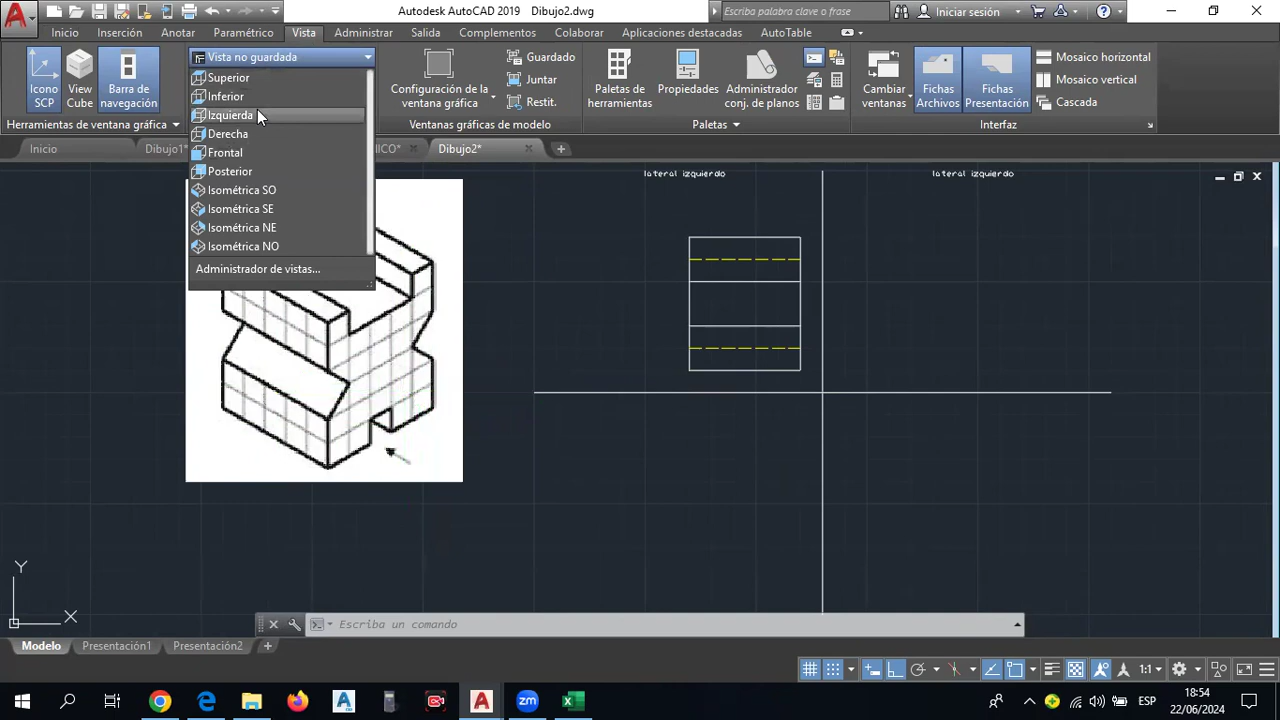 Autodesk AutoCAD 2019 Dibujo2.dwg
Escriba palabra clave o frase
Iniciar sesión
Inicio Inserción Anotar Paramétrico Vista Administrar Salida Complementos Colaborar Aplicaciones destacadas AutoTable
Icono SCP
View Cube
Barra de navegación
Herramientas de ventana gráfica
Vista no guardada
Superior
Inferior
Izquierda
Derecha
Frontal
Posterior
Isométrica SO
Isométrica SE
Isométrica NE
Isométrica NO
Administrador de vistas...
Configuración de la ventana gráfica
Guardado
Juntar
Restit.
Ventanas gráficas de modelo
Paletas de herramientas
Propiedades
Administrador conj. de planos
Paletas
Cambiar ventanas
Fichas Archivos
Fichas Presentación
Mosaico horizontal
Mosaico vertical
Cascada
Interfaz
Inicio Dibujo1* ICO* Dibujo2*
lateral izquierdo lateral izquierdo
Y
X
Escriba un comando
Modelo Presentación1 Presentación2
1:1
ESP
18:54
22/06/2024